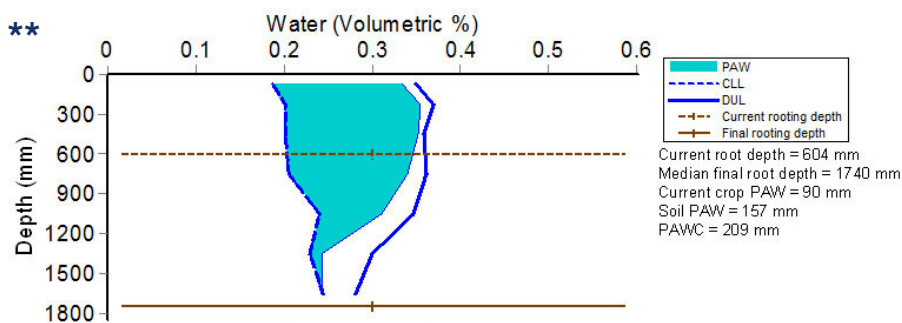 **
Water (Volumetric %)
0 0.1 0.2 0.3 0.4 0.5 0.6
Depth (mm)
0
300
600
900
1200
1500
1800
PAW
CLL
DUL
Current rooting depth
Final rooting depth
Current root depth = 604 mm
Median final root depth = 1740 mm
Current crop PAW = 90 mm
Soil PAW = 157 mm
PAWC = 209 mm